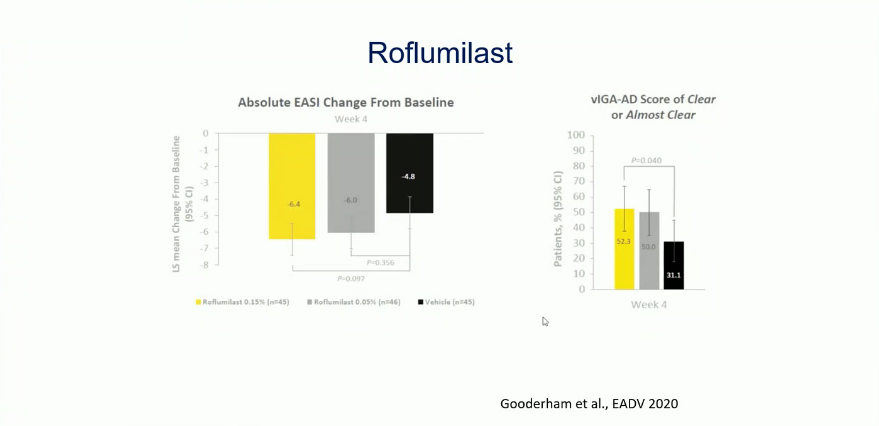 Roflumilast
Absolute EASI Change From Baseline
Week 4
LS mean Change From Baseline
(95% CI)
0
-1
-2
-3
-4
-5
-6
-7
-8
-6.4
-6.0
-4.8
P=0.356
P=0.097
Roflumilast 0.15% (n=45)
Roflumilast 0.05% (n=46)
Vehicle (n=45)
vIGA-AD Score of Clear
or Almost Clear
Patients, % (95% CI)
100
90
80
70
60
50
40
30
20
10
0
P=0.040
52.3
50.0
31.1
Week 4
Gooderham et al., EADV 2020